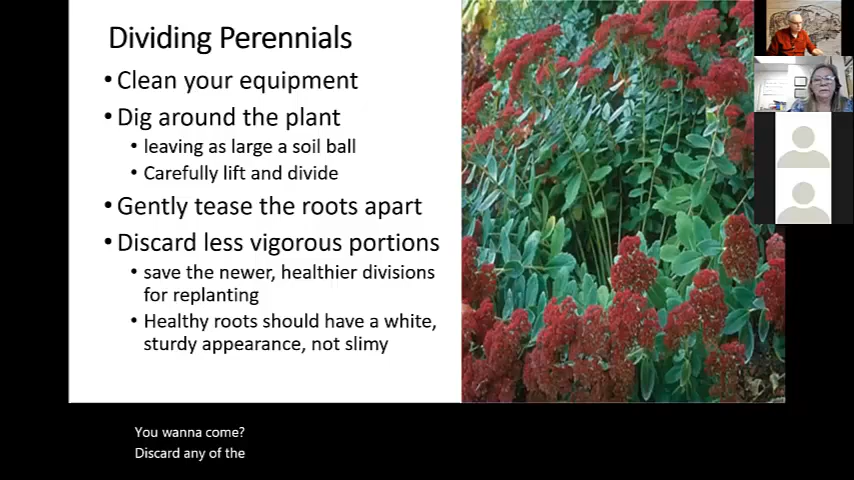 Dividing Perennials
• Clean your equipment
• Dig around the plant
• leaving as large a soil ball
• Carefully lift and divide
• Gently tease the roots apart
• Discard less vigorous portions
• save the newer, healthier divisions
for replanting
• Healthy roots should have a white,
sturdy appearance, not slimy
You wanna come?
Discard any of the